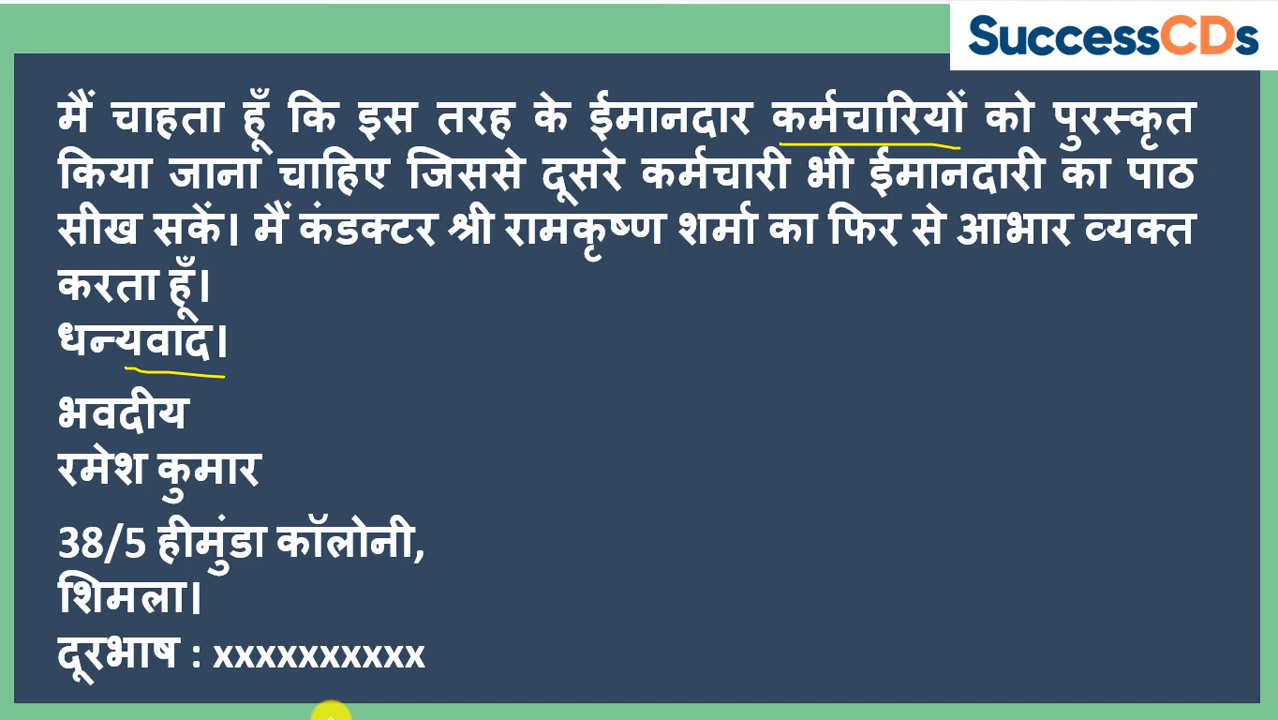 SuccessCDs
मैं चाहता हूँ कि इस तरह के ईमानदार कर्मचारियों को पुरस्कृत
किया जाना चाहिए जिससे दूसरे कर्मचारी भी ईमानदारी का पाठ
सीख सकें। मैं कंडक्टर श्री रामकृष्ण शर्मा का फिर से आभार व्यक्त
करता हूँ।
धन्यवाद।
भवदीय
रमेश कुमार
38/5 हीमुंडा कॉलोनी,
शिमला।
दूरभाष : xxxxxxxxxx